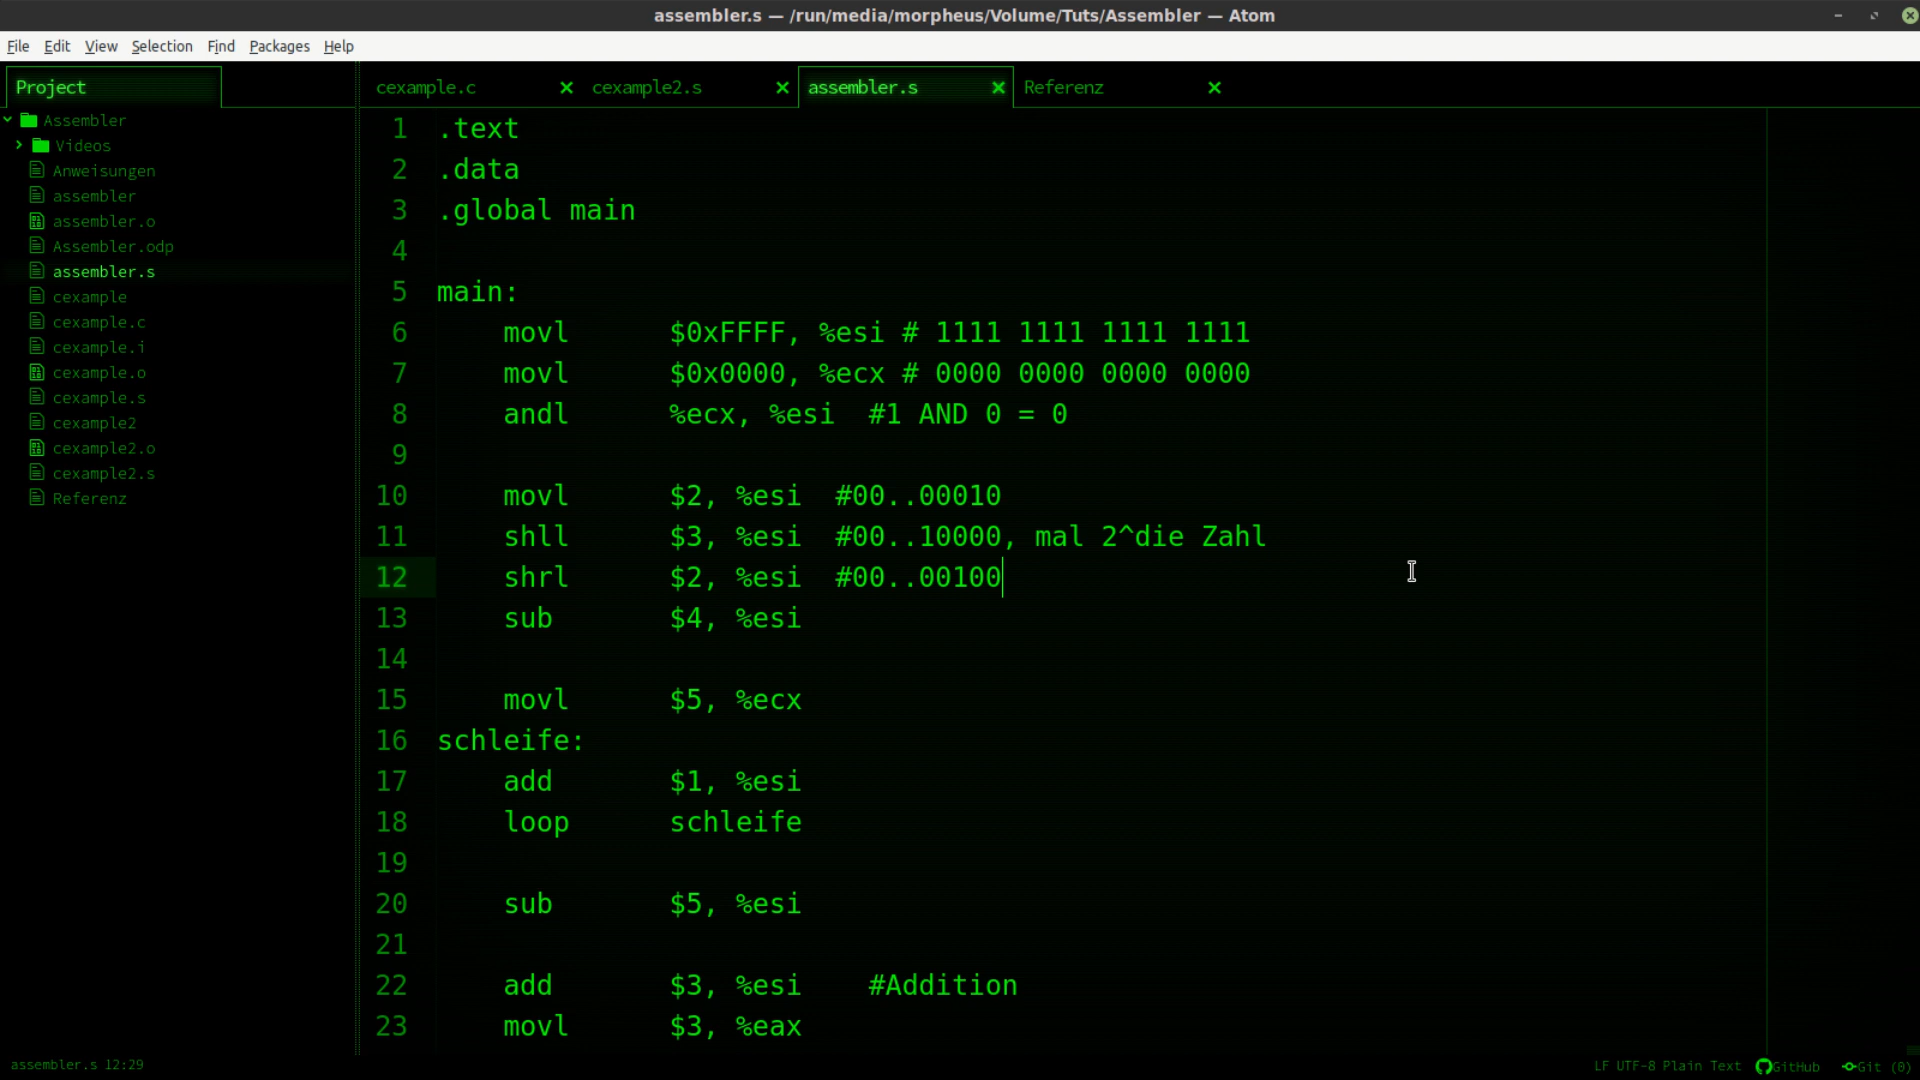 assembler.s — /run/media/morpheus/Volume/Tuts/Assembler — Atom
File Edit View Selection Find Packages Help
Project
Assembler
Videos
Anweisungen
assembler
assembler.o
Assembler.odp
assembler.s
cexample
cexample.c
cexample.i
cexample.o
cexample.s
cexample2
cexample2.o
cexample2.s
Referenz
cexample.c cexample2.s assembler.s Referenz
1 .text
2 .data
3 .global main
4
5 main:
6 movl $0xFFFF, %esi # 1111 1111 1111 1111
7 movl $0x0000, %ecx # 0000 0000 0000 0000
8 andl %ecx, %esi #1 AND 0 = 0
9
10 movl $2, %esi #00..00010
11 shll $3, %esi #00..10000, mal 2^die Zahl
12 shrl $2, %esi #00..00100
13 sub $4, %esi
14
15 movl $5, %ecx
16 schleife:
17 add $1, %esi
18 loop schleife
19
20 sub $5, %esi
21
22 add $3, %esi #Addition
23 movl $3, %eax
assembler.s 12:29
LF UTF-8 Plain Text GitHub Git (0)